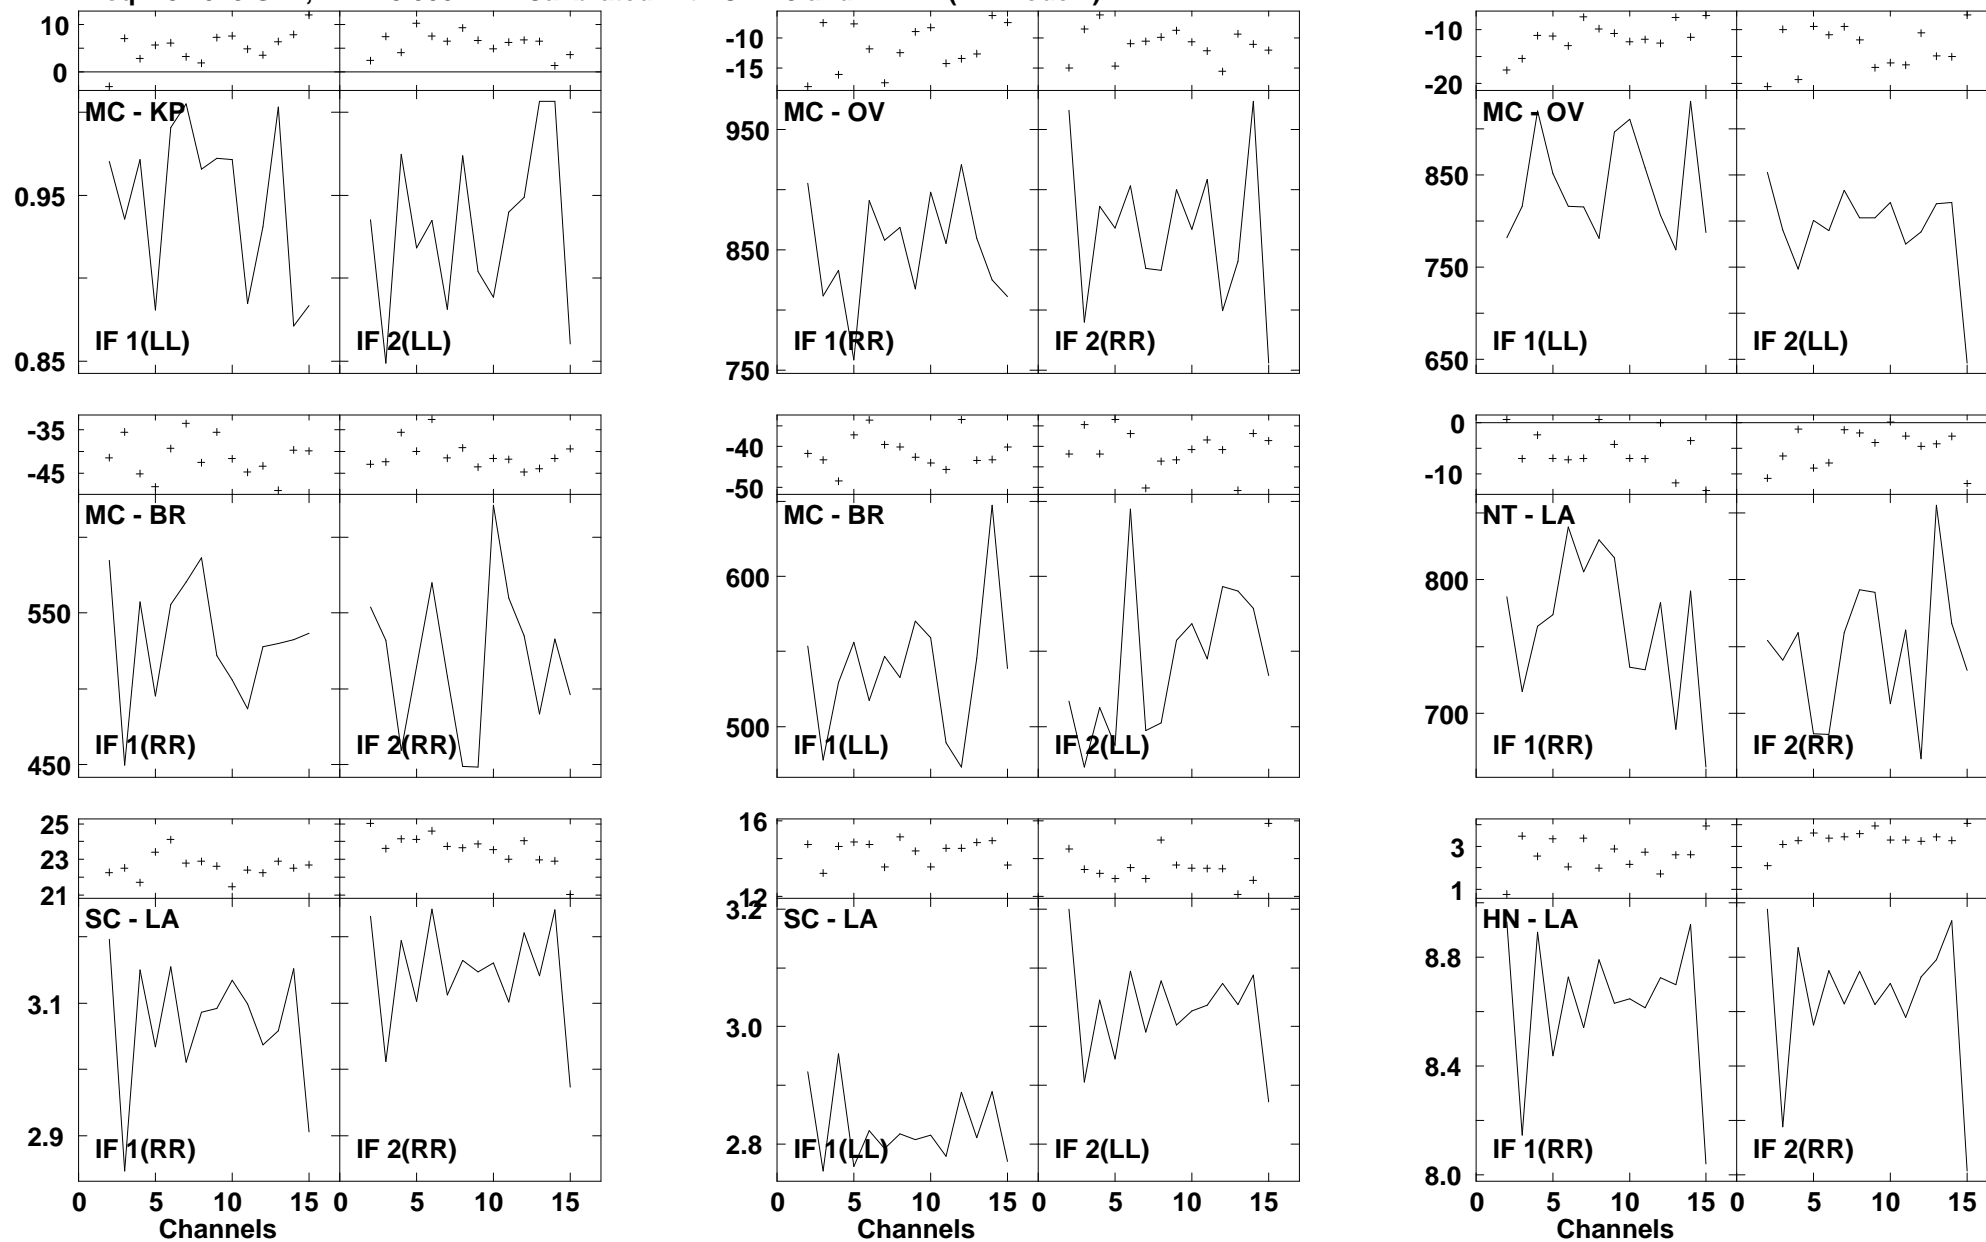 10
0
-10
-15
-10
-20
MC - KP
MC - OV
MC - OV
0.95
0.85
950
850
750
850
750
650
IF 1(LL)
IF 2(LL)
IF 1(RR)
IF 2(RR)
IF 1(LL)
IF 2(LL)
-35
-45
-40
-50
0
-10
MC - BR
MC - BR
NT - LA
550
450
600
500
800
700
IF 1(RR)
IF 2(RR)
IF 1(LL)
IF 2(LL)
IF 1(RR)
IF 2(RR)
25
23
21
16
12
3
1
SC - LA
SC - LA
HN - LA
3.1
2.9
3.2
3.0
2.8
8.8
8.4
8.0
IF 1(RR)
IF 2(RR)
IF 1(LL)
IF 2(LL)
IF 1(RR)
IF 2(RR)
0 5 10 15 0 5 10 15
0 5 10 15 0 5 10 15
0 5 10 15 0 5 10 15
Channels
Channels
Channels